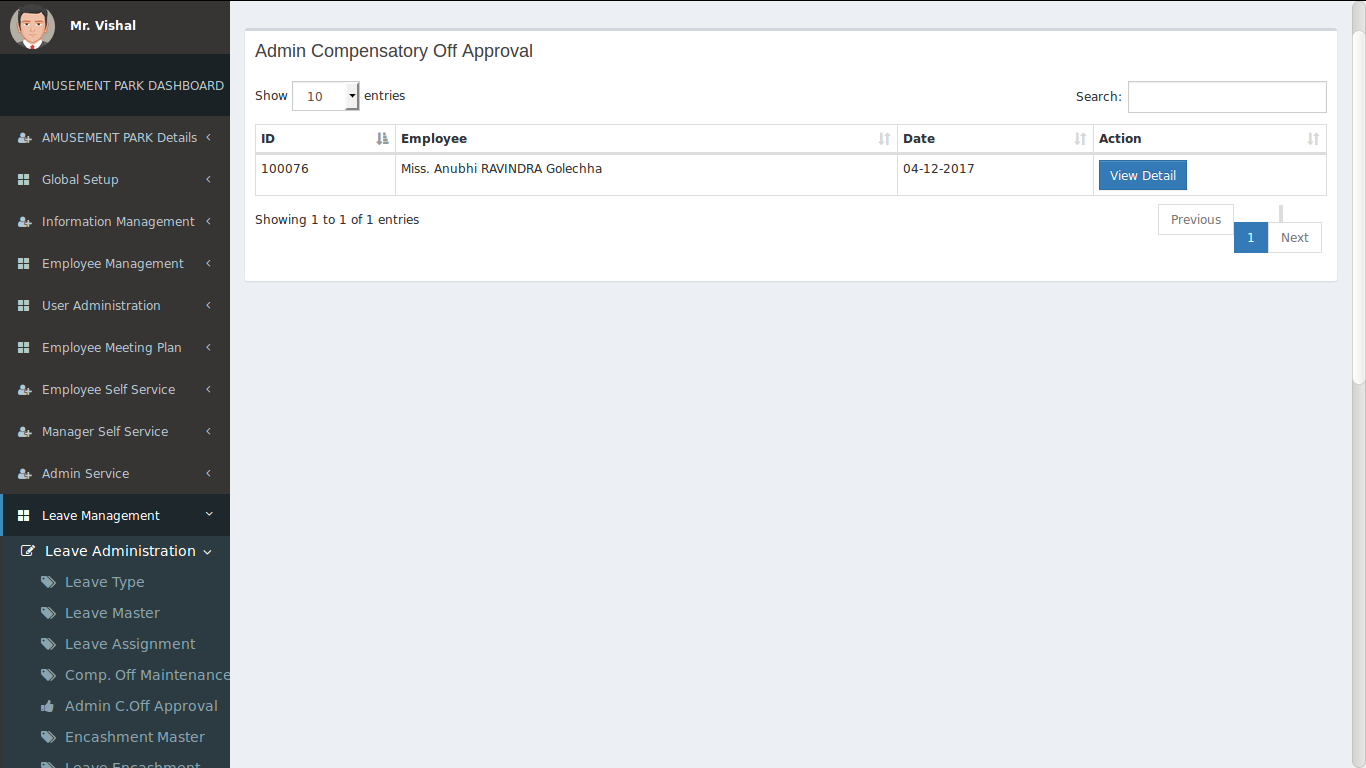 Mr. Vishal
AMUSEMENT PARK DASHBOARD
AMUSEMENT PARK Details
Global Setup
Information Management
Employee Management
User Administration
Employee Meeting Plan
Employee Self Service
Manager Self Service
Admin Service
Leave Management
Leave Administration
Leave Type
Leave Master
Leave Assignment
Comp. Off Maintenance
Admin C.Off Approval
Encashment Master
Leave Encashment
Admin Compensatory Off Approval
Show 10 entries
Search:
ID Employee Date Action
100076 Miss. Anubhi RAVINDRA Golechha 04-12-2017 View Detail
Showing 1 to 1 of 1 entries
Previous 1 Next